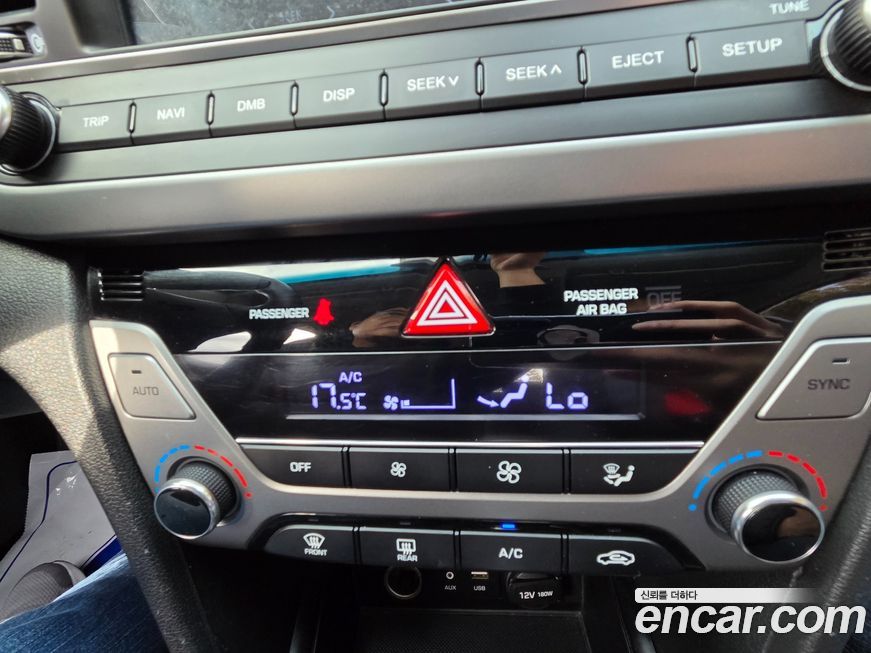 TUNE
TRIP NAVI DMB DISP SEEK ∨ SEEK ∧ EJECT SETUP
PASSENGER
PASSENGER
AIR BAG
OFF
A/C
17.5℃ Lo
AUTO
SYNC
OFF
FRONT REAR A/C
AUX USB 12V 180W
신뢰를 더하다
encar.com